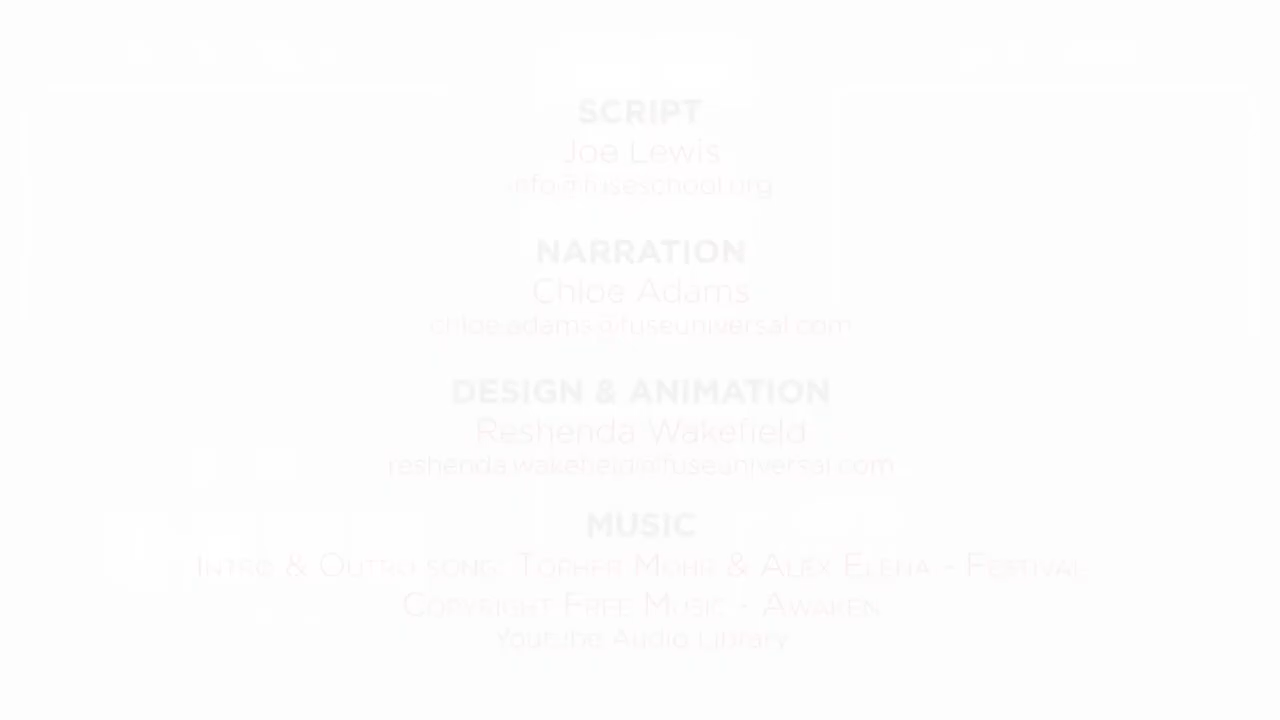 SCRIPT
Joe Lewis
info@fuseschool.org
NARRATION
Chloe Adams
chloe.adams@fuseuniversal.com
DESIGN & ANIMATION
Reshenda Wakefield
reshenda.wakefield@fuseuniversal.com
MUSIC
INTRO & OUTRO SONG: TOBHER MOHR & ALEX ELENA - FESTIVAL
COPYRIGHT FREE MUSIC - AWAKEN
Youtube Audio Library